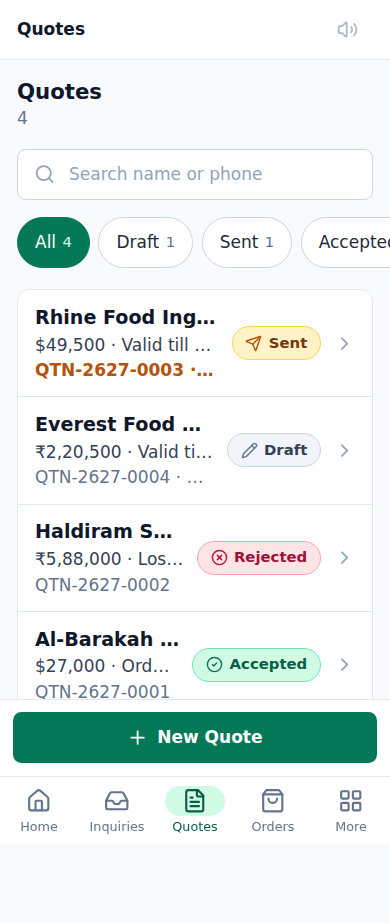 Quotes
Quotes
4
Search name or phone
All 4
Draft 1
Sent 1
Accepted
Rhine Food Ing...
$49,500 · Valid till ...
QTN-2627-0003 ·...
Sent
Everest Food ...
₹2,20,500 · Valid ti...
QTN-2627-0004 · ...
Draft
Haldiram S...
₹5,88,000 · Los...
QTN-2627-0002
Rejected
Al-Barakah ...
$27,000 · Ord...
QTN-2627-0001
Accepted
New Quote
Home
Inquiries
Quotes
Orders
More